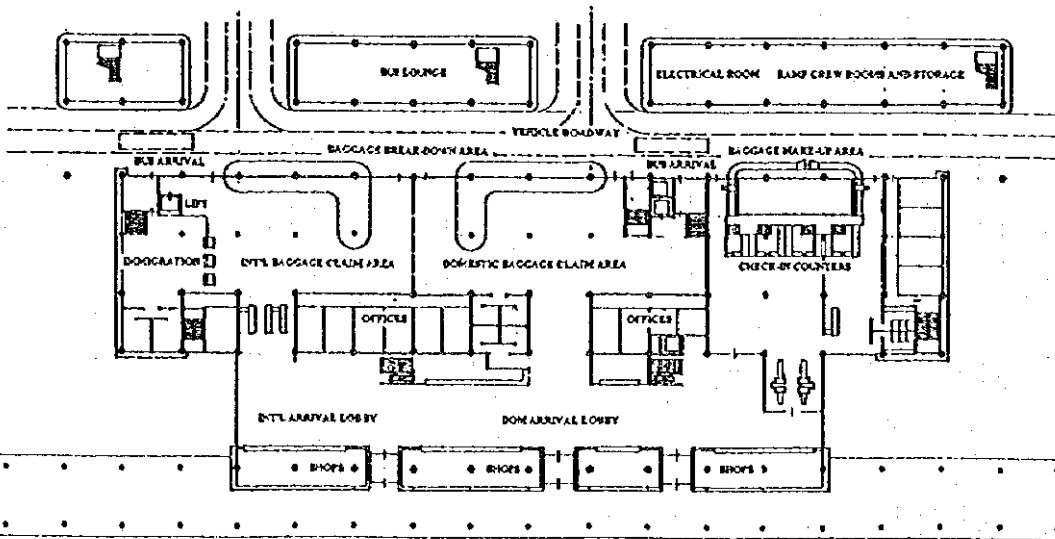 BUS LOUNGE
ELECTRICAL ROOM
RAMP CREW ROOMS AND STORAGE
VEHICLE ROADWAY
BAGGAGE BREAK-DOWN AREA
BAGGAGE MAKE-UP AREA
BUS ARRIVAL
BUS ARRIVAL
LIFT
IMMIGRATION
INT'L BAGGAGE CLAIM AREA
DOMESTIC BAGGAGE CLAIM AREA
CHECK-IN COUNTERS
OFFICES
OFFICES
INT'L ARRIVAL LOBBY
DOM ARRIVAL LOBBY
SHOPS
SHOPS
SHOPS